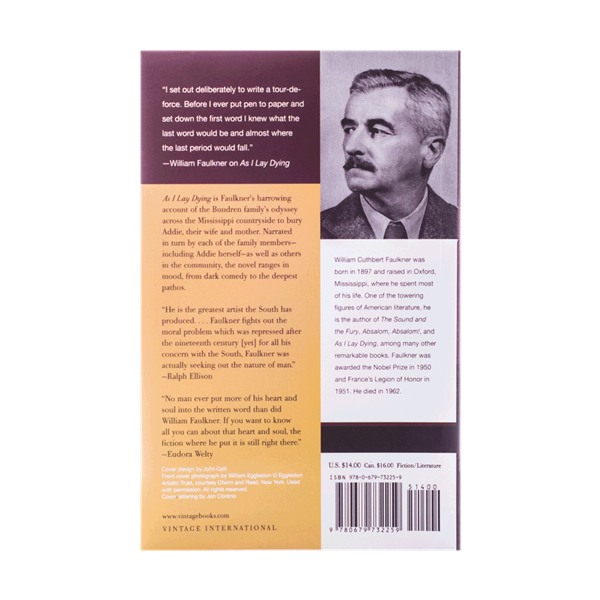 "I set out deliberately to write a tour-de-
force. Before I ever put pen to paper and
set down the first word I knew what the
last word would be and almost where
the last period would fall."
—William Faulkner on As I Lay Dying
As I Lay Dying is Faulkner's harrowing
account of the Bundren family's odyssey
across the Mississippi countryside to bury
Addie, their wife and mother. Narrated
in turn by each of the family members—
including Addie herself—as well as others
in the community, the novel ranges in
mood, from dark comedy to the deepest
pathos.
"He is the greatest artist the South has
produced. . . . Faulkner fights out the
moral problem which was repressed after
the nineteenth century [yet] for all his
concern with the South, Faulkner was
actually seeking out the nature of man."
—Ralph Ellison
"No man ever put more of his heart and
soul into the written word than did
William Faulkner. If you want to know
all you can about that heart and soul, the
fiction where he put it is still right there."
—Eudora Welty
Cover design by John Gall
Front cover photograph by William Eggleston © Eggleston
Artistic Trust, courtesy Cheim and Read, New York. Used
with permission. All rights reserved.
Cover lettering by Jon Contino
www.vintagebooks.com
VINTAGE INTERNATIONAL
William Cuthbert Faulkner was
born in 1897 and raised in Oxford,
Mississippi, where he spent most
of his life. One of the towering
figures of American literature, he
is the author of The Sound and
the Fury, Absalom, Absalom!, and
As I Lay Dying, among many other
remarkable books. Faulkner was
awarded the Nobel Prize in 1950
and France's Legion of Honor in
1951. He died in 1962.
U.S. $14.00 Can. $16.00 Fiction/Literature
ISBN 978-0-679-73225-9
51400
9 780679 732259